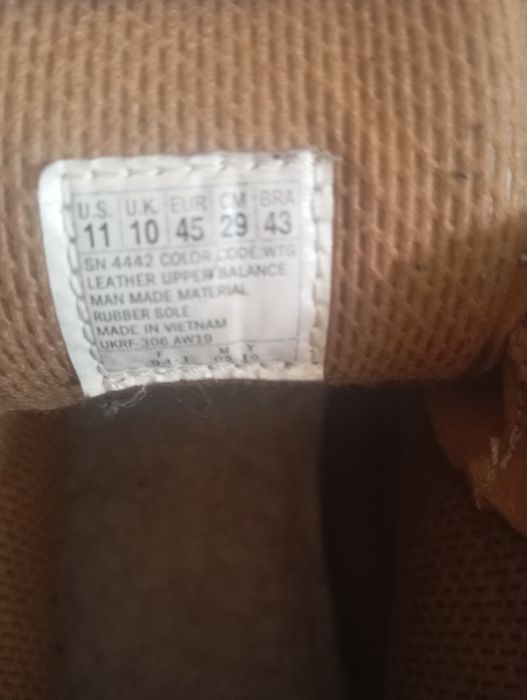 U.S. U.K. EUR CM BRA
11 10 45 29 43
SN 4442 COLOR CODE:WTG
LEATHER UPPER BALANCE
MAN MADE MATERIAL
RUBBER SOLE
MADE IN VIETNAM
UKRF-306 AW19
F M Y